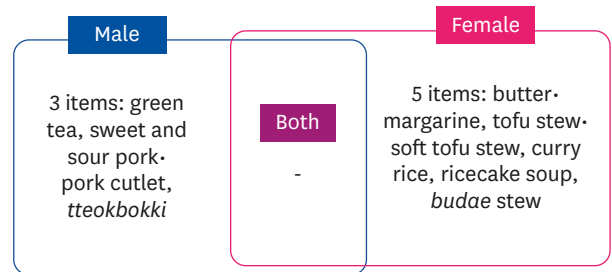 Male
3 items: green
tea, sweet and
sour pork·
pork cutlet,
tteokbokki
Both
-
Female
5 items: butter·
margarine, tofu stew·
soft tofu stew, curry
rice, ricecake soup,
budae stew